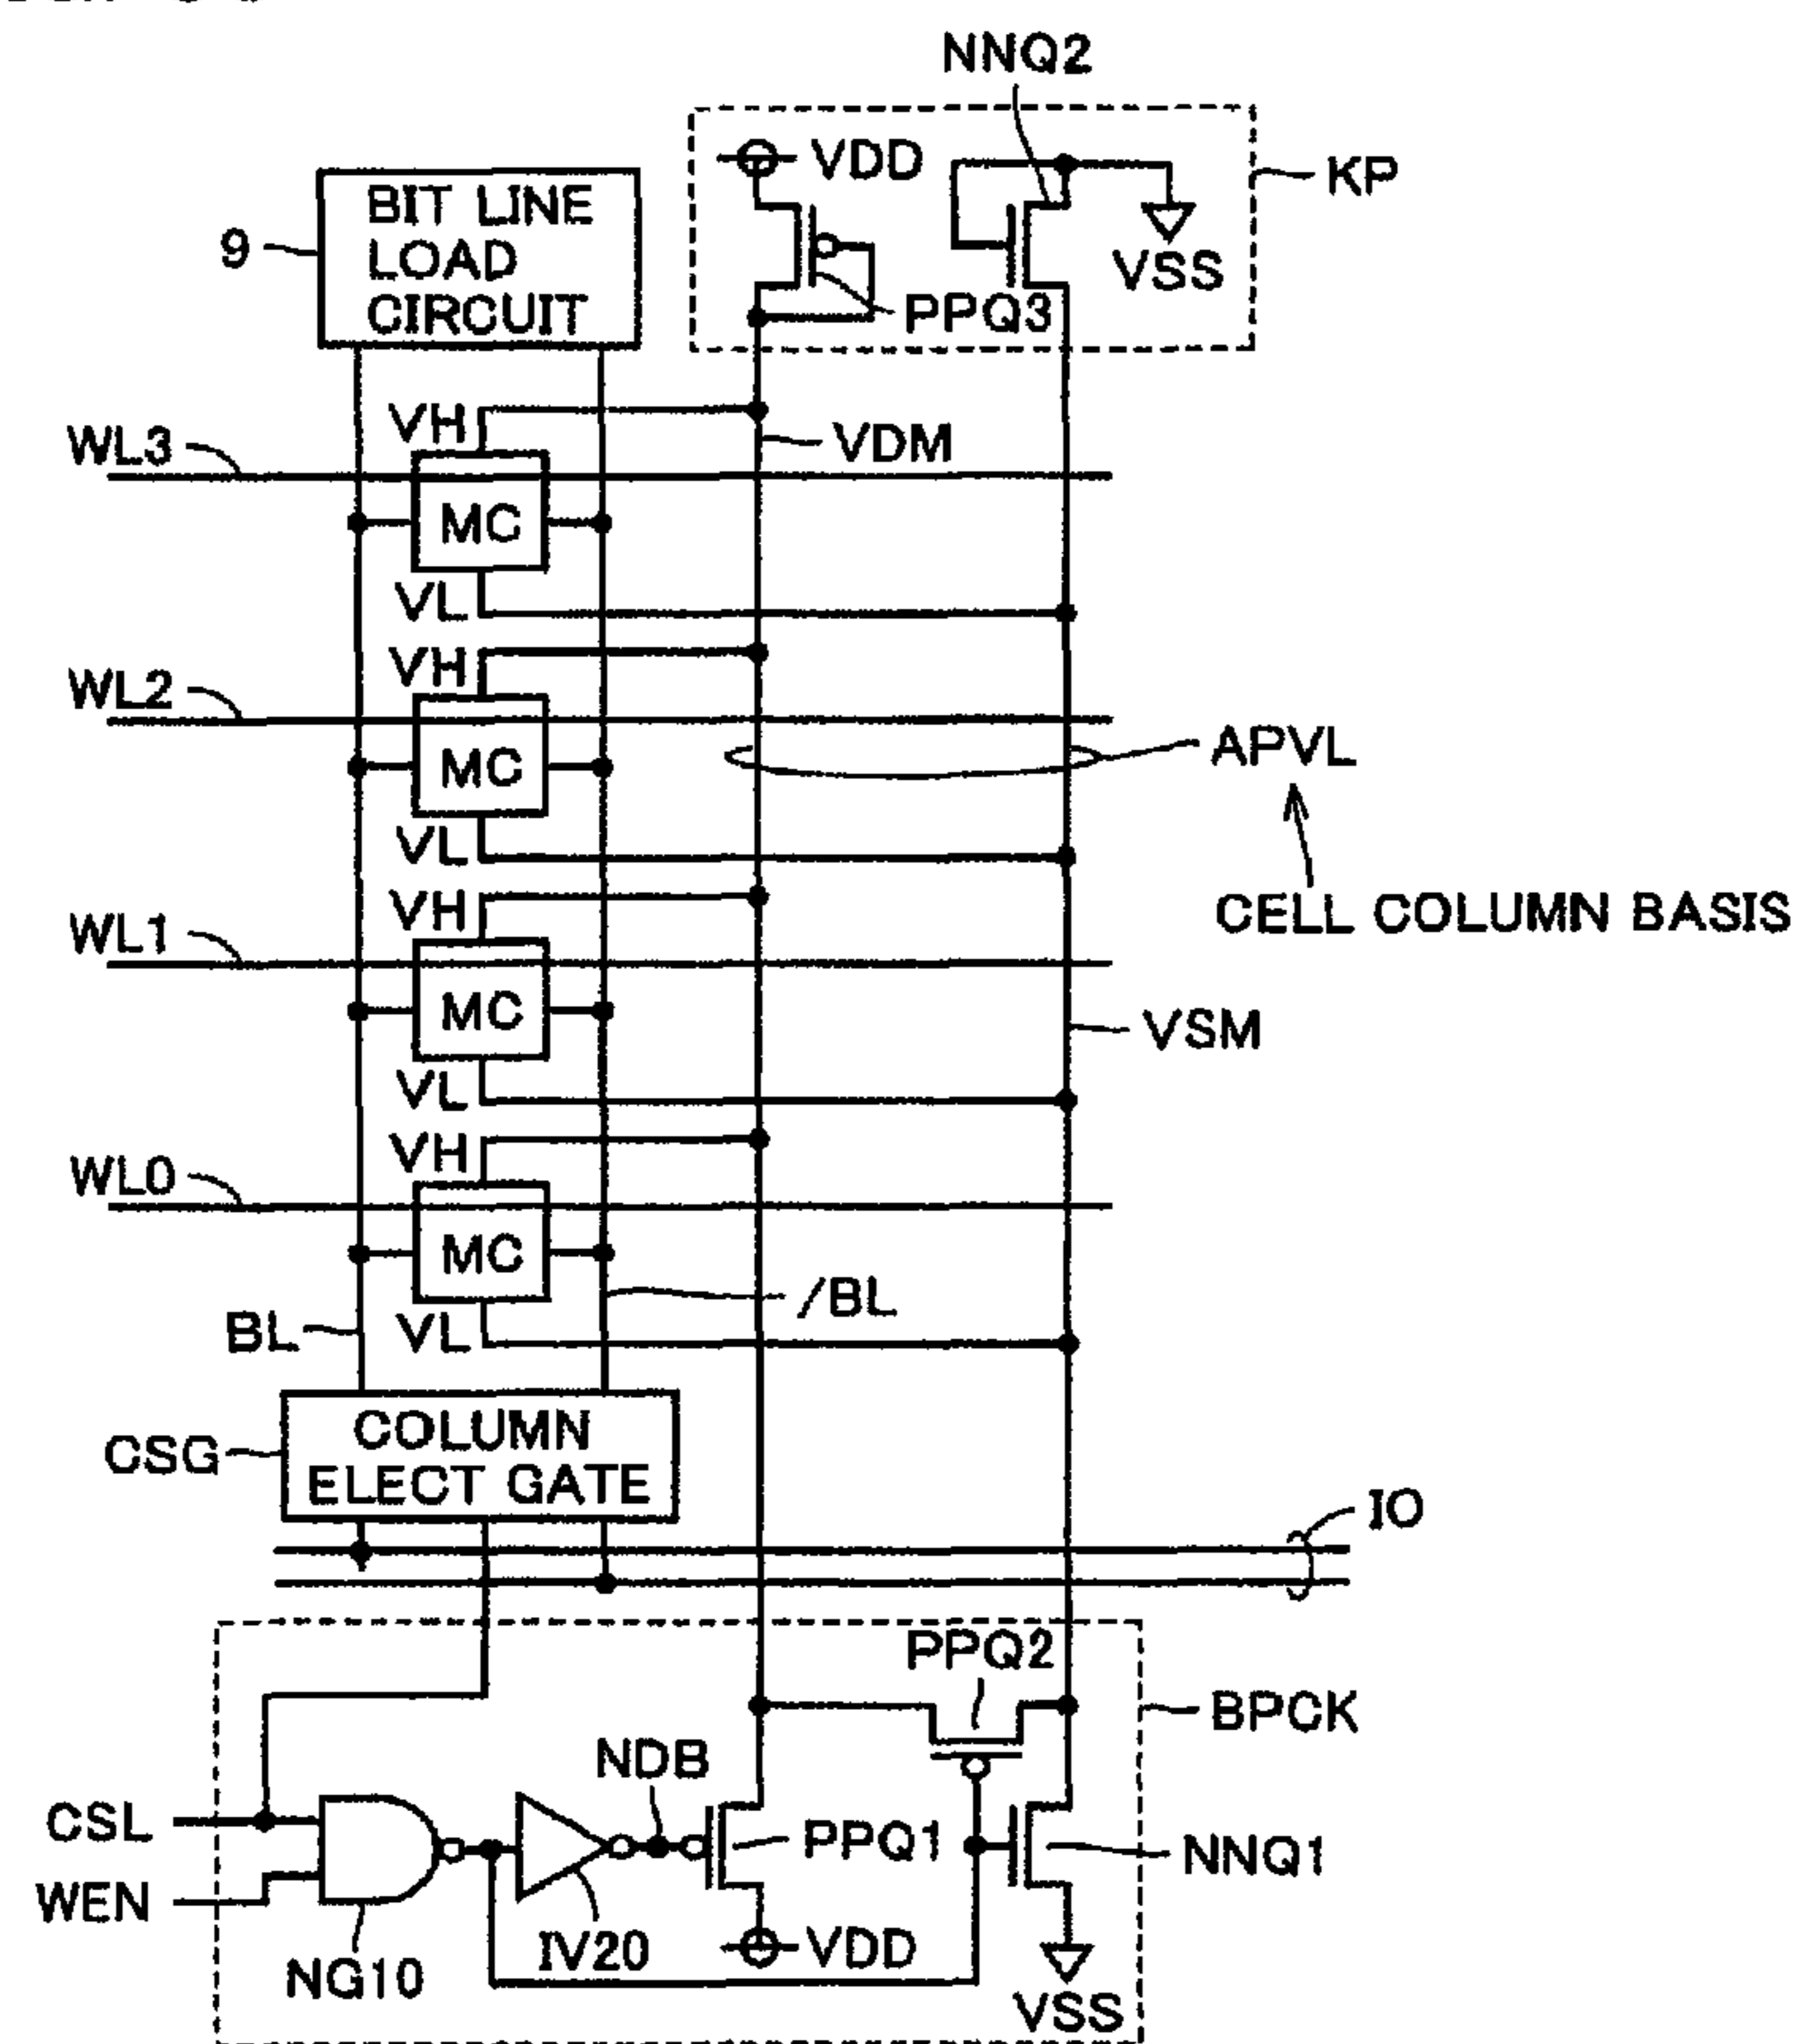 NNQ2
VDD
KP
BIT LINE
LOAD
CIRCUIT
9
VSS
PPQ3
VH
WL3
VDM
MC
VL
VH
WL2
MC
APVL
VL
CELL COLUMN BASIS
VH
WL1
MC
VSM
VL
VH
WL0
MC
/BL
BL
VL
COLUMN
ELECT GATE
CSG
IO
PPQ2
BPCK
NDB
CSL
PPQ1
NNQ1
WEN
IV20
VDD
NG10
VSS